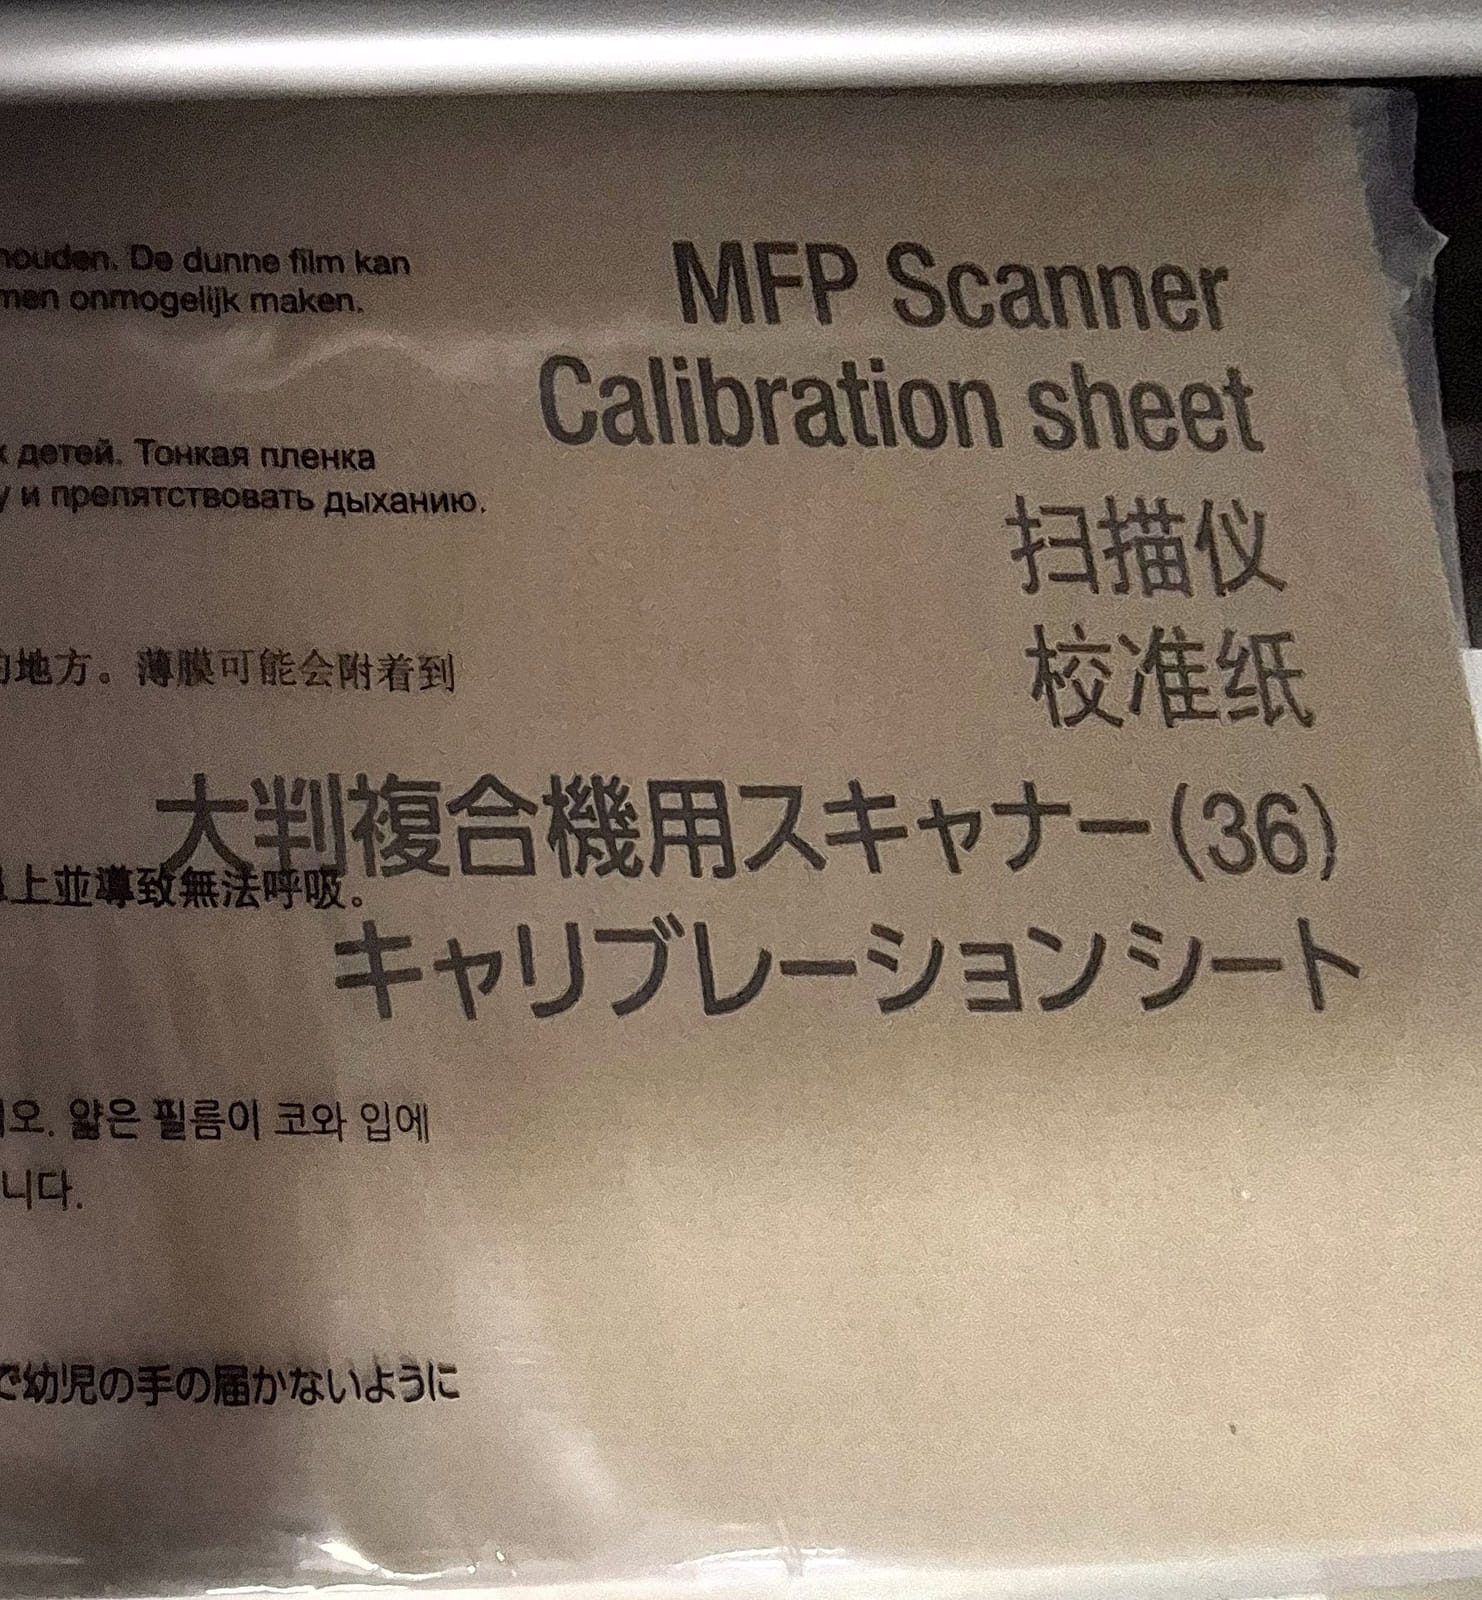 MFP Scanner
Calibration sheet
扫描仪
校准纸
大判複合機用スキャナー(36)
キャリブレーションシート
houden. De dunne film kan
men onmogelijk maken.
детей. Тонкая пленка
и препятствовать дыханию.
地方。薄膜可能会附着到
上並導致無法呼吸。
오. 얇은 필름이 코와 입에
니다.
で幼児の手の届かないように